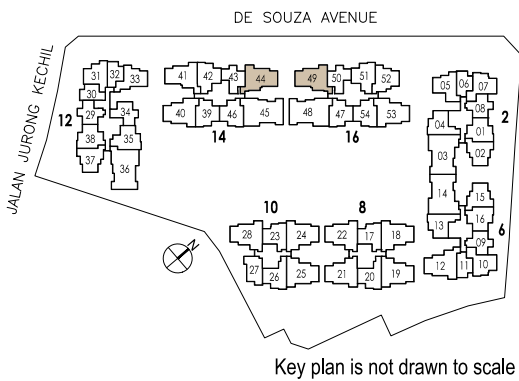 DE SOUZA AVENUE
JALAN JURONG KECHIL
31 32 33 41 42 43 44 49 50 51 52 05 06 07
30 08
12 29 34 40 39 46 45 48 47 54 53 04 01 2
38 35 14 16 03 02
37 36
14 15
13 16 6
10 8 09
28 23 24 22 17 18 12 11 10
27 26 25 21 20 19
N
Key plan is not drawn to scale